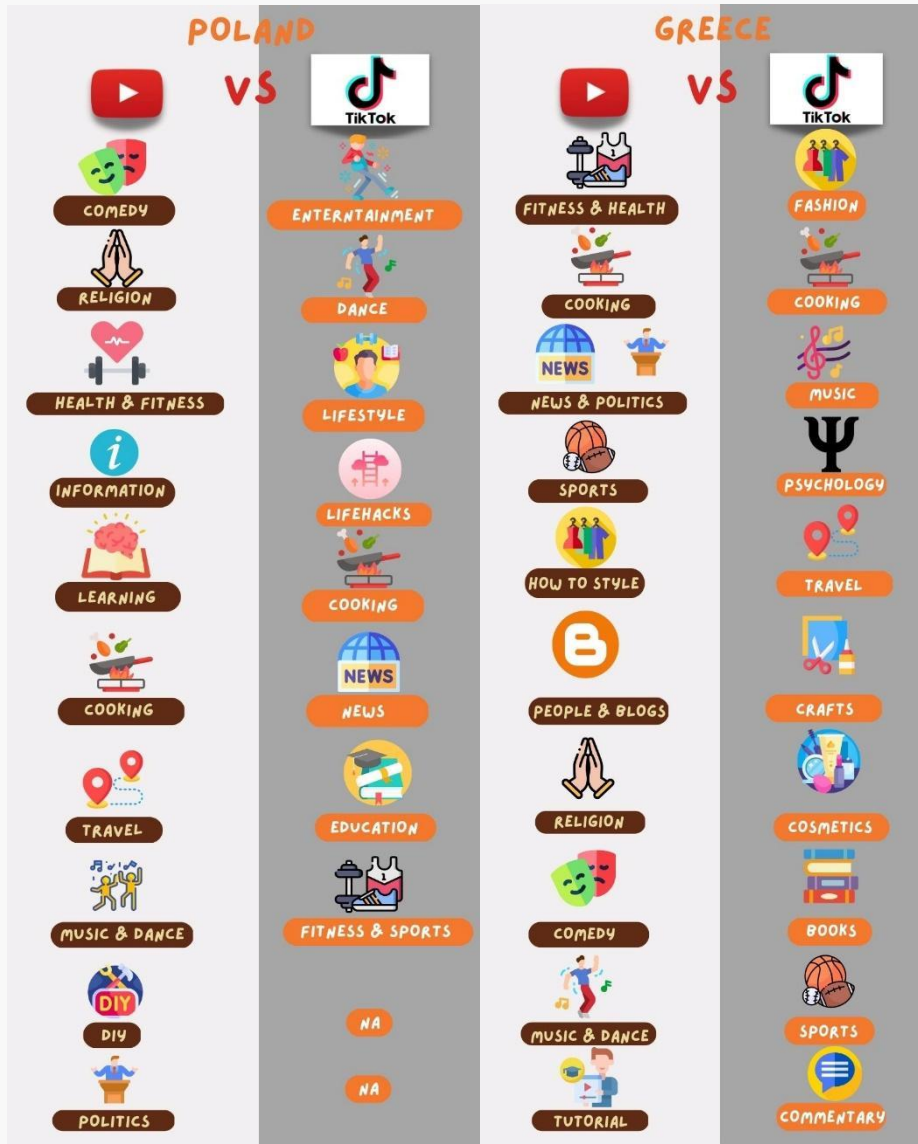 POLAND
GREECE
VS
TikTok
VS
TikTok
COMEDY
ENTERNTAINMENT
FITNESS & HEALTH
FASHION
RELIGION
DANCE
COOKING
COOKING
HEALTH & FITNESS
LIFESTYLE
NEWS
NEWS & POLITICS
MUSIC
INFORMATION
LIFEHACKS
SPORTS
PSYCHOLOGY
LEARNING
COOKING
HOW TO STYLE
TRAVEL
COOKING
NEWS
NEWS
PEOPLE & BLOGS
CRAFTS
TRAVEL
EDUCATION
RELIGION
COSMETICS
MUSIC & DANCE
FITNESS & SPORTS
COMEDY
BOOKS
DIY
DIY
NA
MUSIC & DANCE
SPORTS
POLITICS
NA
TUTORIAL
COMMENTARY